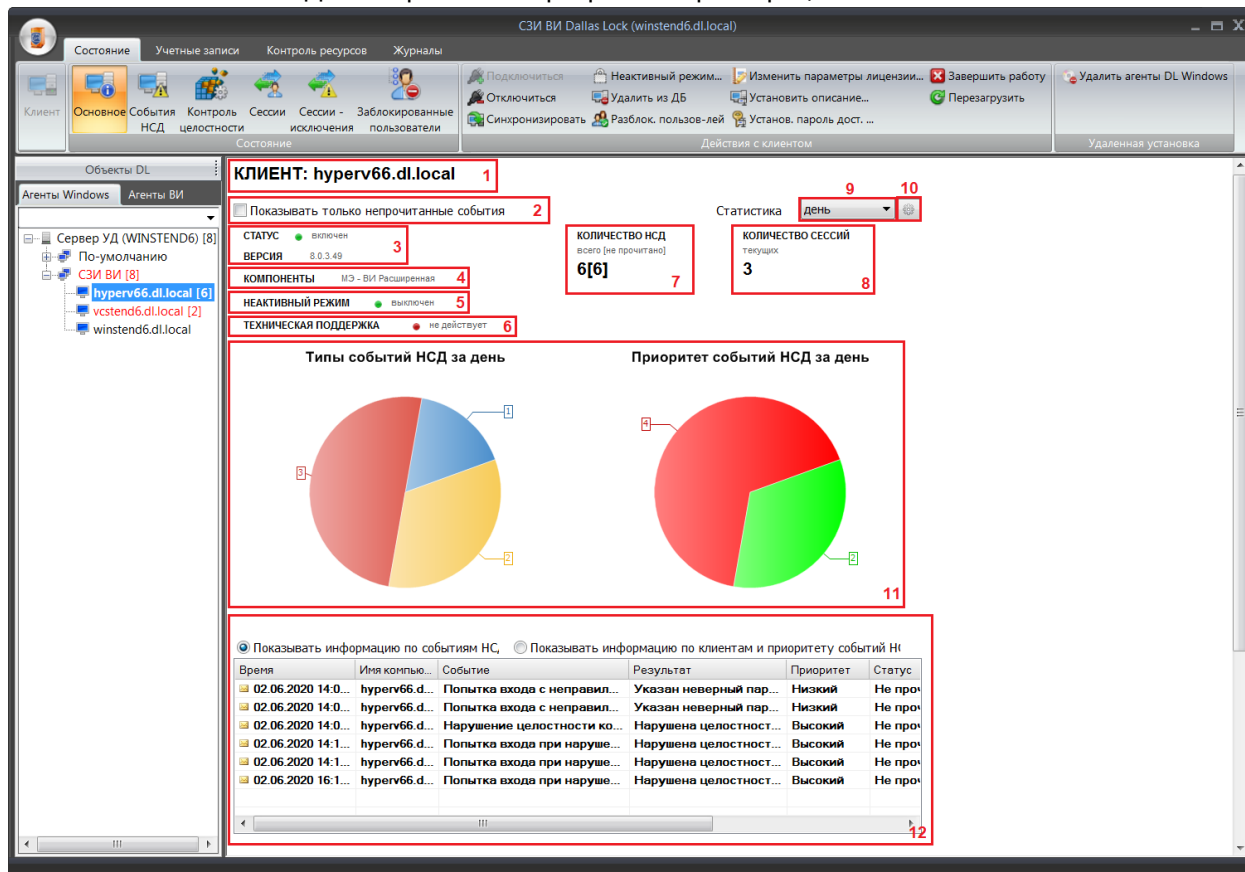 СЗИ ВИ Dallas Lock (winstend6.dl.local)
Состояние Учетные записи Контроль ресурсов Журналы
Клиент
Основное
События НСД
Контроль целостности
Сессии
Сессии - исключения
Заблокированные пользователи
Состояние
Подключиться
Отключиться
Синхронизировать
Неактивный режим...
Удалить из ДБ
Разблок. пользов-лей
Изменить параметры лицензии...
Установить описание...
Установ. пароль дост. ...
Завершить работу
Перезагрузить
Действия с клиентом
Удалить агенты DL Windows
Удаленная установка
Объекты DL
Агенты Windows Агенты ВИ
Сервер УД (WINSTEND6) [8]
По-умолчанию
СЗИ ВИ [8]
hyperv66.dl.local [6]
vcstend6.dl.local [2]
winstend6.dl.local
КЛИЕНТ: hyperv66.dl.local 1
Показывать только непрочитанные события 2
Статистика день 9 10
СТАТУС включен
ВЕРСИЯ 8.0.3.49 3
КОМПОНЕНТЫ МЭ - ВИ Расширенная 4
НЕАКТИВНЫЙ РЕЖИМ выключен 5
ТЕХНИЧЕСКАЯ ПОДДЕРЖКА не действует 6
КОЛИЧЕСТВО НСД
всего [не прочитано]
6[6] 7
КОЛИЧЕСТВО СЕССИЙ
текущих
3 8
Типы событий НСД за день
1
3
2
Приоритет событий НСД за день
4
2
11
Показывать информацию по событиям НС, Показывать информацию по клиентам и приоритету событий Н
Время Имя компью... Событие Результат Приоритет Статус
02.06.2020 14:0... hyperv66.d... Попытка входа с неправил... Указан неверный пар... Низкий Не про
02.06.2020 14:0... hyperv66.d... Попытка входа с неправил... Указан неверный пар... Низкий Не про
02.06.2020 14:0... hyperv66.d... Нарушение целостности ко... Нарушена целостност... Высокий Не про
02.06.2020 14:1... hyperv66.d... Попытка входа при наруше... Нарушена целостност... Высокий Не про
02.06.2020 14:1... hyperv66.d... Попытка входа при наруше... Нарушена целостност... Высокий Не про
02.06.2020 16:1... hyperv66.d... Попытка входа при наруше... Нарушена целостност... Высокий Не про
12